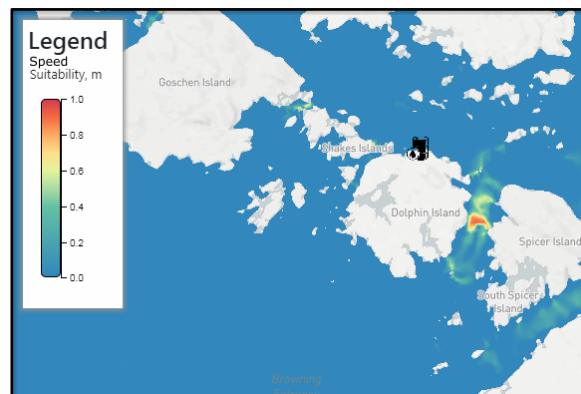 Legend
Speed
Suitability, m
1.0
0.8
0.6
0.4
0.2
0.0
Goschen Island
Shakes Islands
Dolphin Island
Spicer Island
South Spicer
Island
Browning